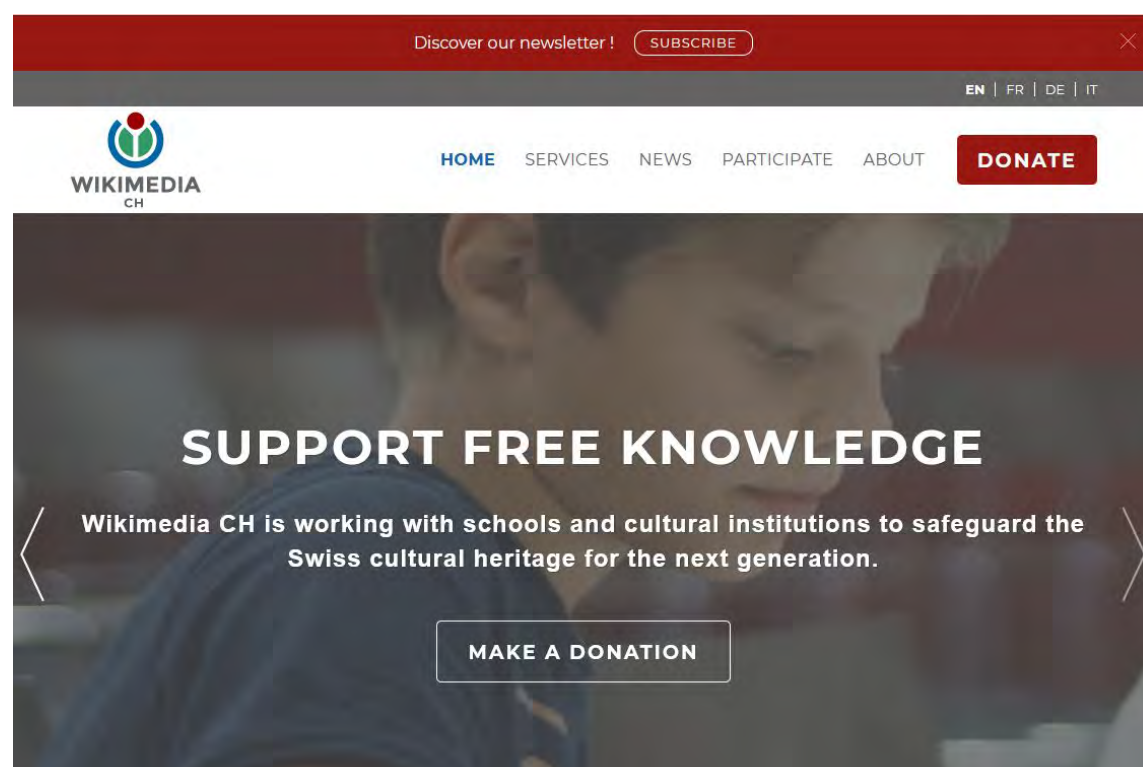 Discover our newsletter ! SUBSCRIBE
EN | FR | DE | IT
WIKIMEDIA
CH
HOME SERVICES NEWS PARTICIPATE ABOUT DONATE
SUPPORT FREE KNOWLEDGE
Wikimedia CH is working with schools and cultural institutions to safeguard the
Swiss cultural heritage for the next generation.
MAKE A DONATION